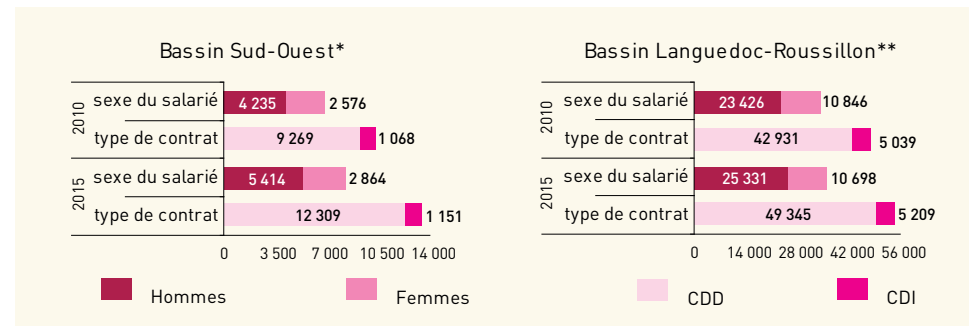 Bassin Sud-Ouest*
2010
sexe du salarié 4 235 2 576
type de contrat 9 269 1 068
2015
sexe du salarié 5 414 2 864
type de contrat 12 309 1 151
0 3 500 7 000 10 500 14 000
Bassin Languedoc-Roussillon**
2010
sexe du salarié 23 426 10 846
type de contrat 42 931 5 039
2015
sexe du salarié 25 331 10 698
type de contrat 49 345 5 209
0 14 000 28 000 42 000 56 000
Hommes Femmes CDD CDI